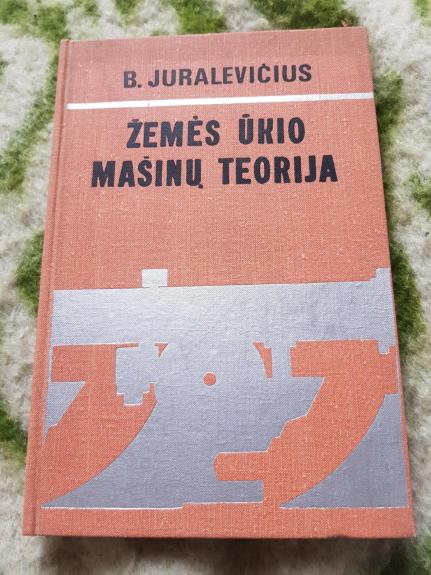 B. JURALEVIČIUS
ŽEMĖS ŪKIO
MAŠINŲ TEORIJA